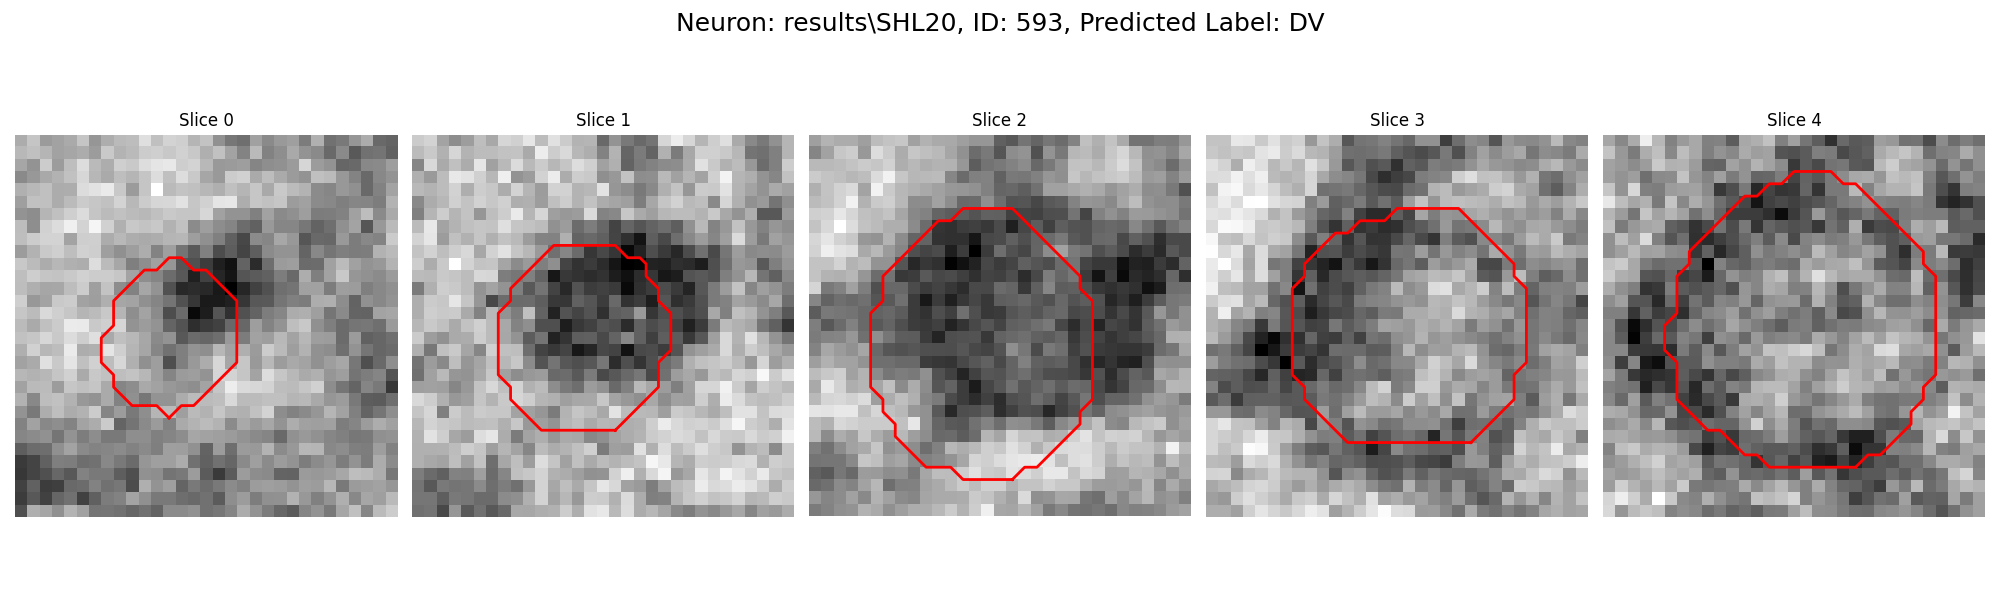 Neuron: results\SHL20, ID: 593, Predicted Label: DV
Slice 0
Slice 1
Slice 2
Slice 3
Slice 4